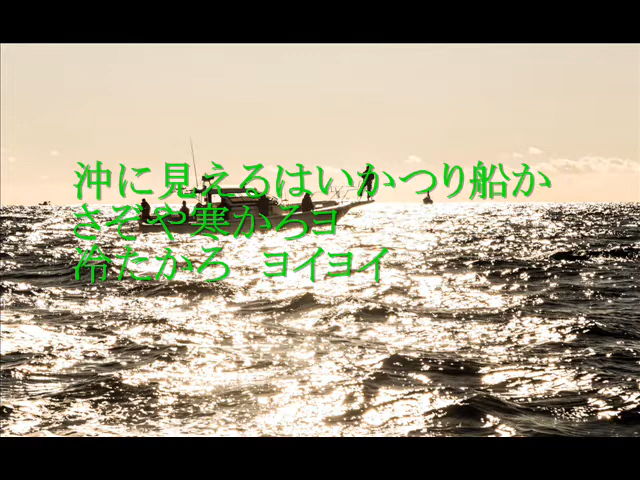 沖に見えるはいかつり船か
さぞや寒かろヨ
冷たかろ　ヨイヨイ